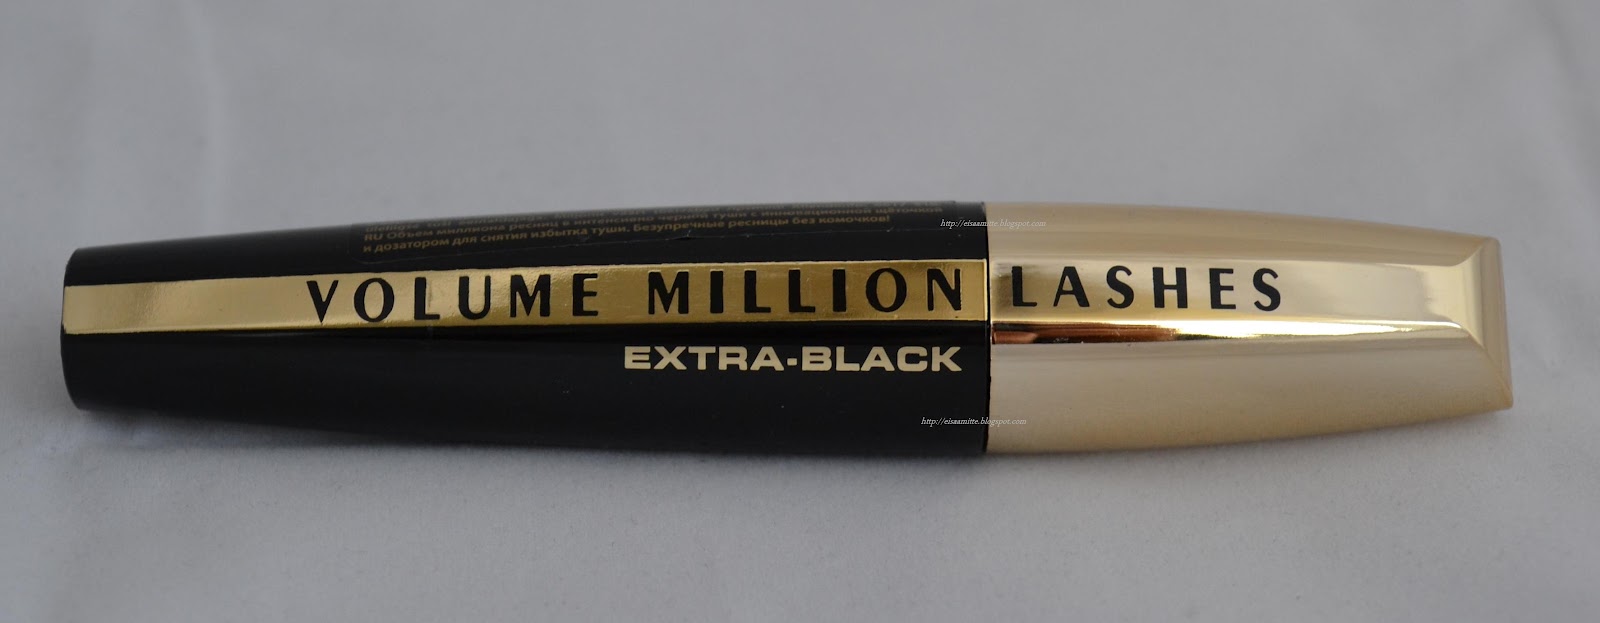 RU Объем миллиона ресниц в интенсивно черной туши с инновационной щёточкой
и дозатором для снятия избытка туши. Безупречные ресницы без комочков!
http://eisaamitte.blogspot.com
VOLUME MILLION LASHES
EXTRA-BLACK
http://eisaamitte.blogspot.com